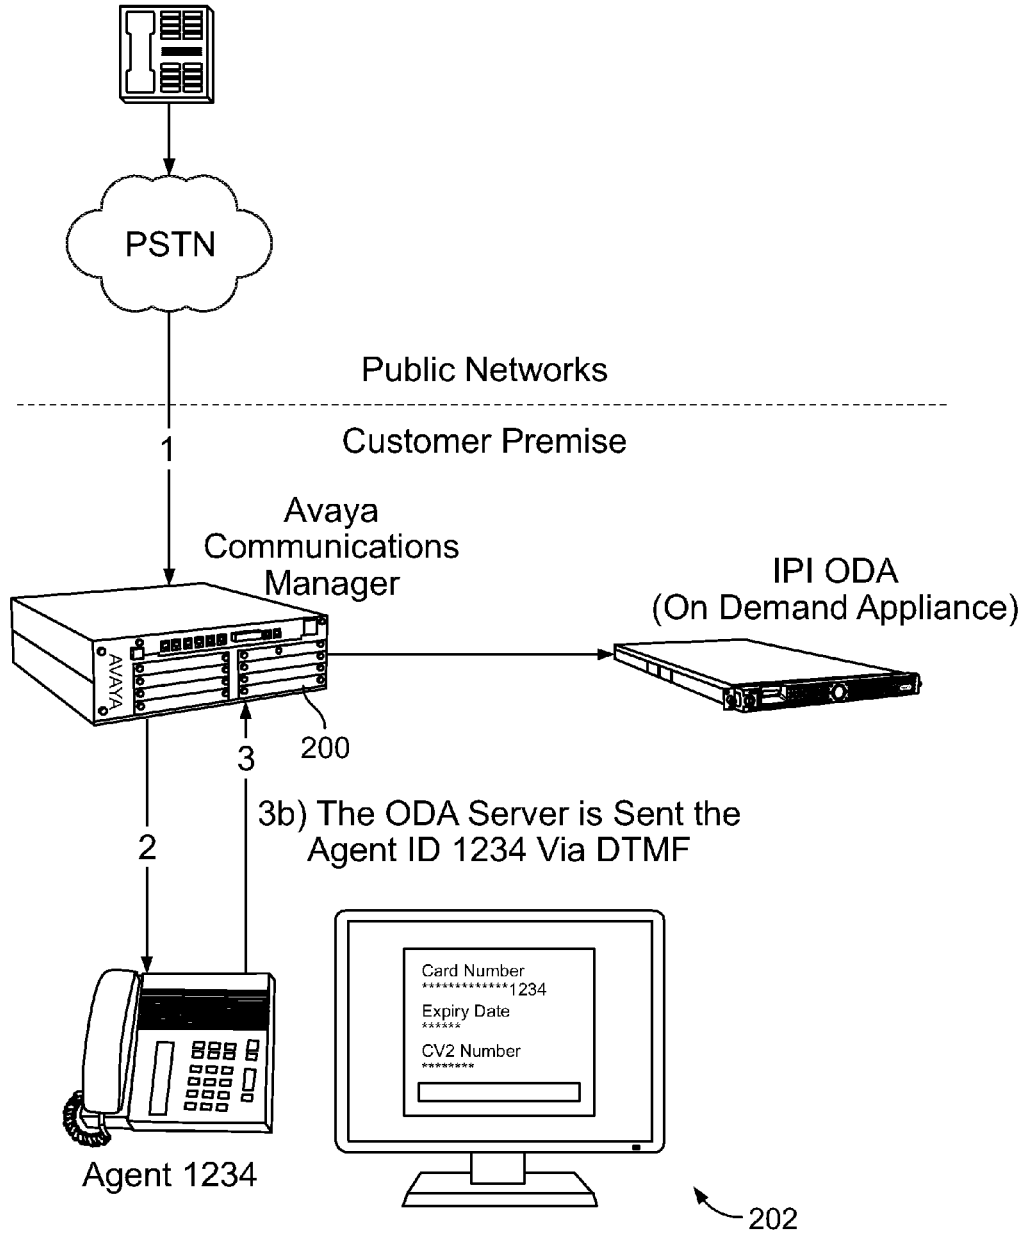 PSTN
Public Networks
1
Customer Premise
Avaya
Communications
Manager
IPI ODA
(On Demand Appliance)
AVAYA
200
3
3b) The ODA Server is Sent the
Agent ID 1234 Via DTMF
2
Card Number
*************1234
Expiry Date
******
CV2 Number
********
Agent 1234
202